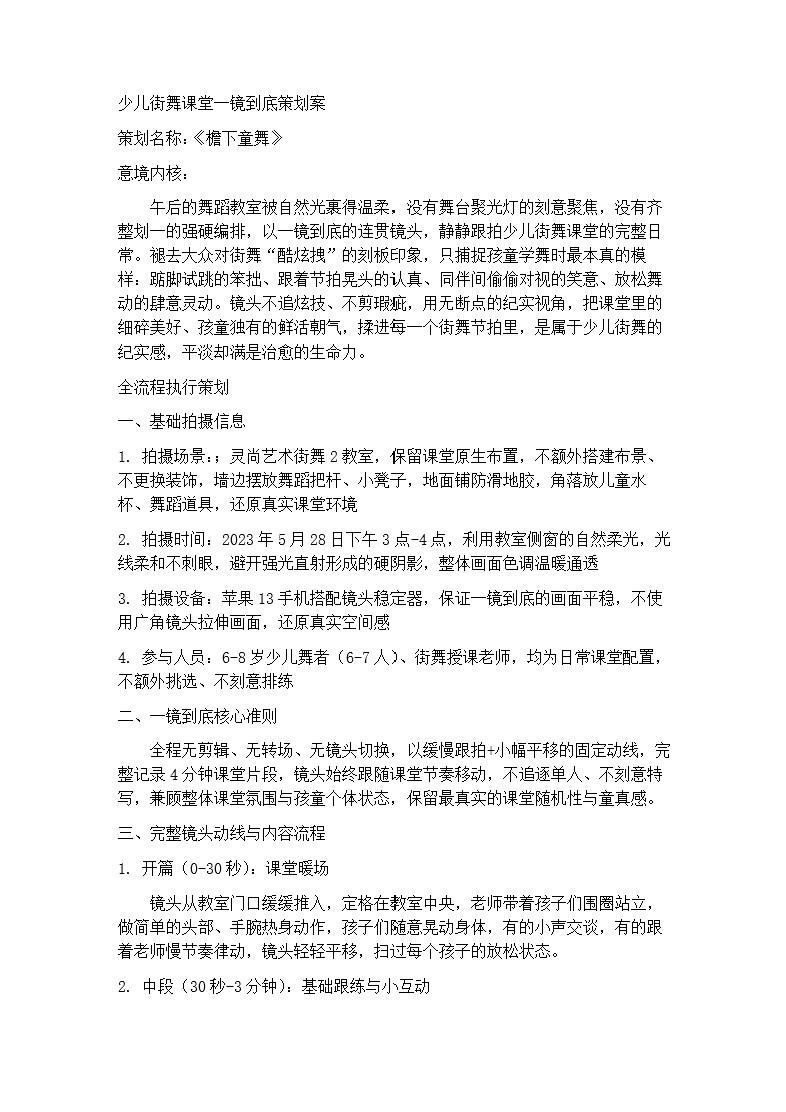 少儿街舞课堂一镜到底策划案
策划名称：《檐下童舞》
意境内核：
午后的舞蹈教室被自然光裹得温柔，没有舞台聚光灯的刻意聚焦，没有齐
整划一的强硬编排，以一镜到底的连贯镜头，静静跟拍少儿街舞课堂的完整日
常。褪去大众对街舞“酷炫拽”的刻板印象，只捕捉孩童学舞时最本真的模
样：踮脚试跳的笨拙、跟着节拍晃头的认真、同伴间偷偷对视的笑意、放松舞
动的肆意灵动。镜头不追炫技、不剪瑕疵，用无断点的纪实视角，把课堂里的
细碎美好、孩童独有的鲜活朝气，揉进每一个街舞节拍里，是属于少儿街舞的
纪实感，平淡却满是治愈的生命力。
全流程执行策划
一、基础拍摄信息
1. 拍摄场景：；灵尚艺术街舞 2 教室，保留课堂原生布置，不额外搭建布景、
不更换装饰，墙边摆放舞蹈把杆、小凳子，地面铺防滑地胶，角落放儿童水
杯、舞蹈道具，还原真实课堂环境
2. 拍摄时间：2023 年 5 月 28 日下午 3 点-4 点，利用教室侧窗的自然柔光，光
线柔和不刺眼，避开强光直射形成的硬阴影，整体画面色调温暖通透
3. 拍摄设备：苹果 13 手机搭配镜头稳定器，保证一镜到底的画面平稳，不使
用广角镜头拉伸画面，还原真实空间感
4. 参与人员：6-8 岁少儿舞者（6-7 人）、街舞授课老师，均为日常课堂配置，
不额外挑选、不刻意排练
二、一镜到底核心准则
全程无剪辑、无转场、无镜头切换，以缓慢跟拍+小幅平移的固定动线，完
整记录 4 分钟课堂片段，镜头始终跟随课堂节奏移动，不追逐单人、不刻意特
写，兼顾整体课堂氛围与孩童个体状态，保留最真实的课堂随机性与童真感。
三、完整镜头动线与内容流程
1. 开篇（0-30 秒）：课堂暖场
镜头从教室门口缓缓推入，定格在教室中央，老师带着孩子们围圈站立，
做简单的头部、手腕热身动作，孩子们随意晃动身体，有的小声交谈，有的跟
着老师慢节奏律动，镜头轻轻平移，扫过每个孩子的放松状态。
2. 中段（30 秒-3 分钟）：基础跟练与小互动